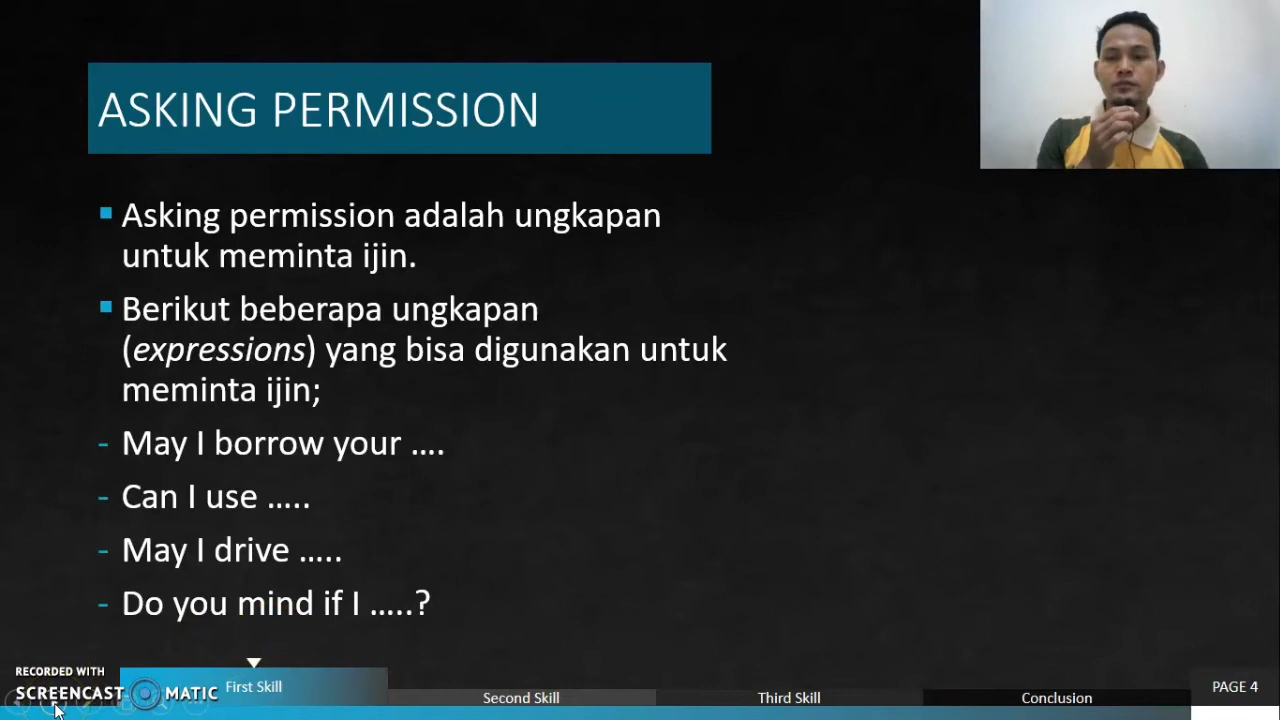 ASKING PERMISSION
▪ Asking permission adalah ungkapan
untuk meminta ijin.
▪ Berikut beberapa ungkapan
(expressions) yang bisa digunakan untuk
meminta ijin;
- May I borrow your ….
- Can I use …..
- May I drive …..
- Do you mind if I …..?
RECORDED WITH
SCREENCAST MATIC
First Skill
Second Skill
Third Skill
Conclusion
PAGE 4